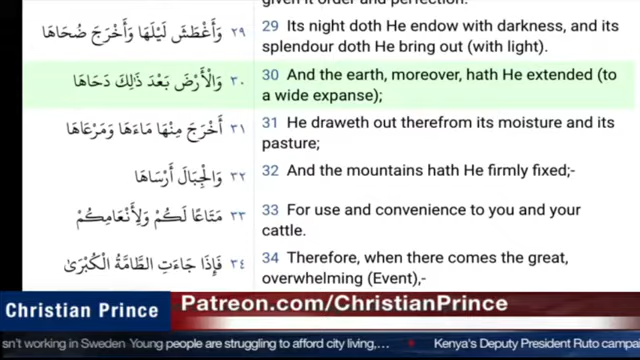 given it order and perfection.
وَأَغْطَشَ لَيْلَهَا وَأَخْرَجَ ضُحَاهَا ٢٩
29 Its night doth He endow with darkness, and its
splendour doth He bring out (with light).
وَالْأَرْضَ بَعْدَ ذَٰلِكَ دَحَاهَا ٣٠
30 And the earth, moreover, hath He extended (to
a wide expanse);
أَخْرَجَ مِنْهَا مَاءَهَا وَمَرْعَاهَا ٣١
31 He draweth out therefrom its moisture and its
pasture;
وَالْجِبَالَ أَرْسَاهَا ٣٢
32 And the mountains hath He firmly fixed;-
مَتَاعًا لَكُمْ وَلِأَنْعَامِكُمْ ٣٣
33 For use and convenience to you and your
cattle.
فَإِذَا جَاءَتِ الطَّامَّةُ الْكُبْرَىٰ ٣٤
34 Therefore, when there comes the great,
overwhelming (Event),-
Christian Prince
Patreon.com/ChristianPrince
sn't working in Sweden Young people are struggling to afford city living,... Kenya's Deputy President Ruto campa